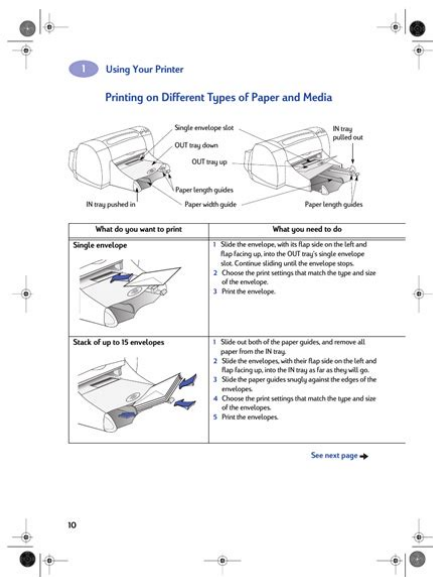 1
Using Your Printer
Printing on Different Types of Paper and Media
Single envelope slot
OUT tray down
OUT tray up
IN tray
pulled out
Paper length guides
IN tray pushed in
Paper width guide
Paper length guides
What do you want to print
What you need to do
Single envelope
1 Slide the envelope, with its flap side on the left and
flap facing up, into the OUT tray's single envelope
slot. Continue sliding until the envelope stops.
2 Choose the print settings that match the type and size
of the envelope.
3 Print the envelope.
Stack of up to 15 envelopes
1 Slide out both of the paper guides, and remove all
paper from the IN tray.
2 Slide the envelopes, with their flap side on the left and
flap facing up, into the IN tray as far as they will go.
3 Slide the paper guides snugly against the edges of the
envelopes.
4 Choose the print settings that match the type and size
of the envelopes.
5 Print the envelopes.
See next page
10